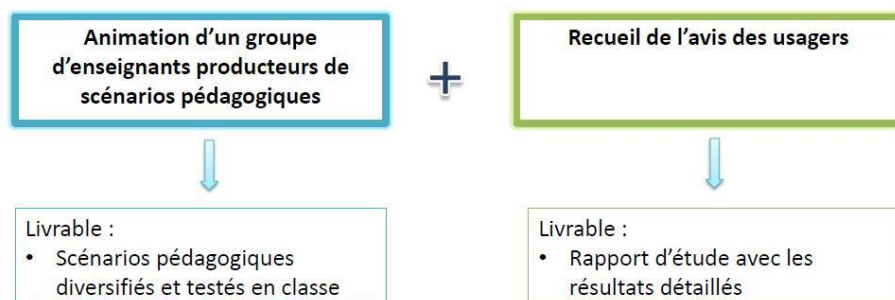 Animation d'un groupe
d'enseignants producteurs de
scénarios pédagogiques
+
Recueil de l'avis des usagers
Livrable :
• Scénarios pédagogiques
diversifiés et testés en classe
Livrable :
• Rapport d'étude avec les
résultats détaillés